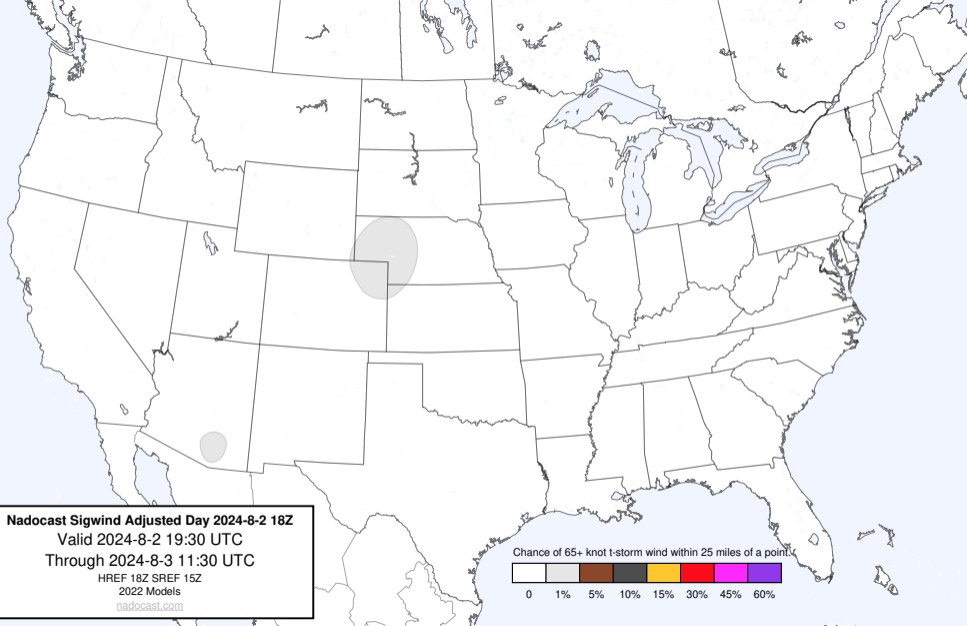 Nadocast Sigwind Adjusted Day 2024-8-2 18Z
Valid 2024-8-2 19:30 UTC
Through 2024-8-3 11:30 UTC
HREF 18Z SREF 15Z
2022 Models
nadocast.com
Chance of 65+ knot t-storm wind within 25 miles of a point.
0 1% 5% 10% 15% 30% 45% 60%